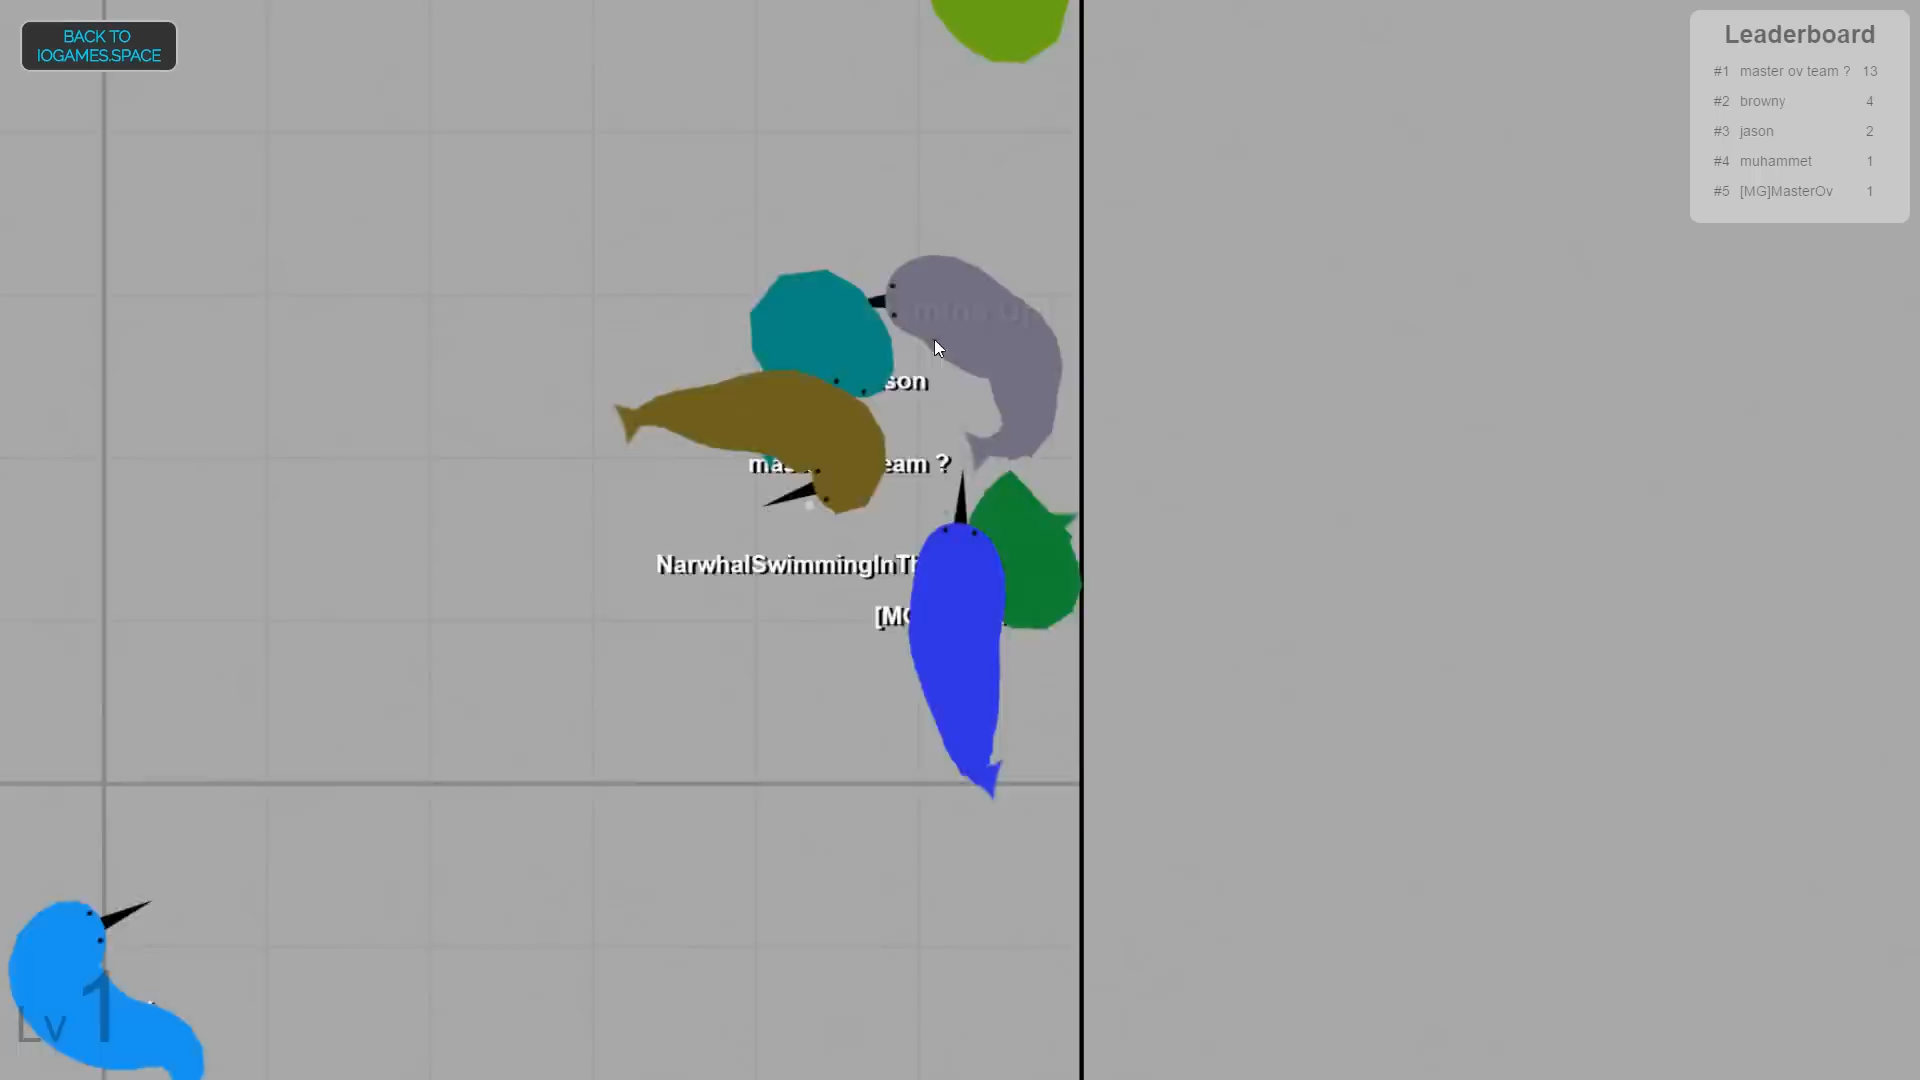 BACK TO
IOGAMES.SPACE
Leaderboard
#1 master ov team ? 13
#2 browny 4
#3 jason 2
#4 muhammet 1
#5 [MG]MasterOv 1
son
?
NarwhalSwimmingInTh
[MG
Lv 1